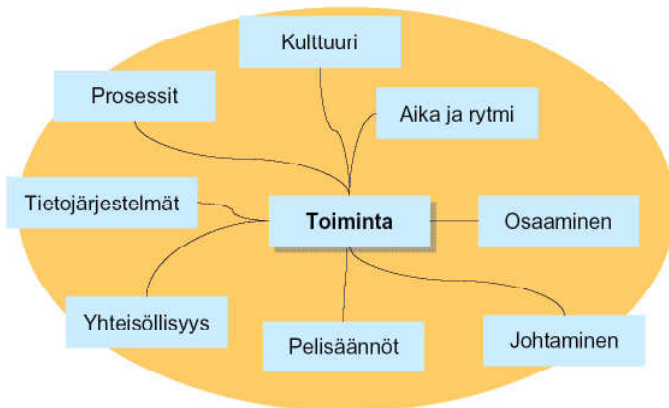 Kulttuuri
Prosessit
Aika ja rytmi
Tietojärjestelmät
Toiminta
Osaaminen
Yhteisöllisyys
Pelisäännöt
Johtaminen